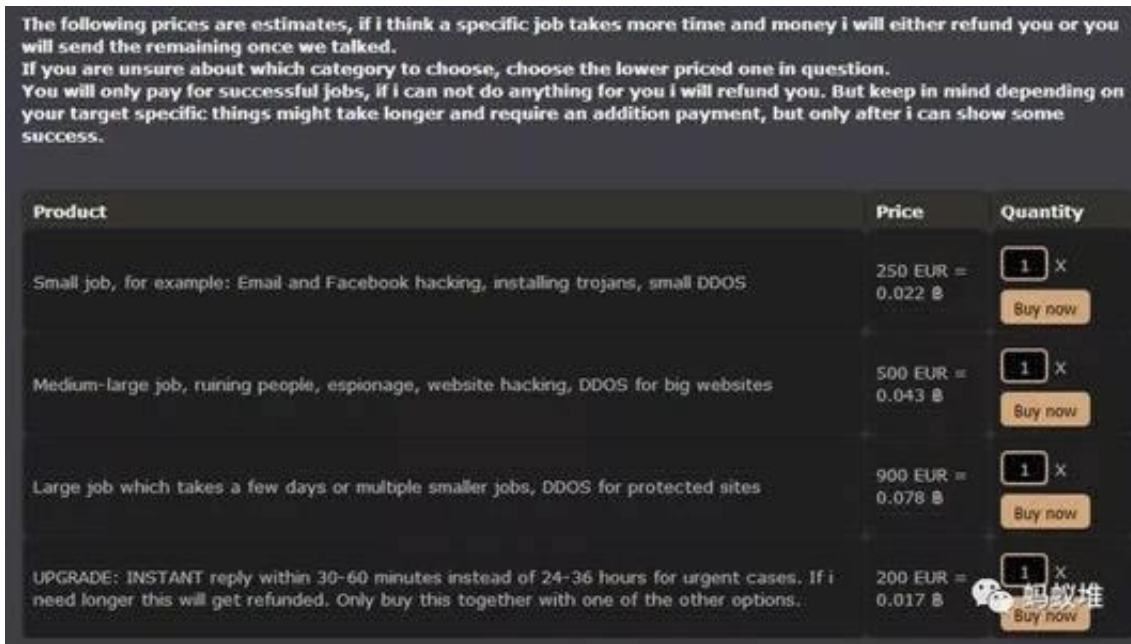 The following prices are estimates, if i think a specific job takes more time and money i will either refund you or you
will send the remaining once we talked.
If you are unsure about which category to choose, choose the lower priced one in question.
You will only pay for successful jobs, if i can not do anything for you i will refund you. But keep in mind depending on
your target specific things might take longer and require an addition payment, but only after i can show some
success.
Product Price Quantity
Small job, for example: Email and Facebook hacking, installing trojans, small DDOS
250 EUR =
0.022 ฿
1 X
Buy now
Medium-large job, ruining people, espionage, website hacking, DDOS for big websites
500 EUR =
0.043 ฿
1 X
Buy now
Large job which takes a few days or multiple smaller jobs, DDOS for protected sites
900 EUR =
0.078 ฿
1 X
Buy now
UPGRADE: INSTANT reply within 30-60 minutes instead of 24-36 hours for urgent cases. If i
need longer this will get refunded. Only buy this together with one of the other options.
200 EUR =
0.017 ฿
1 X
Buy now
蚂蚁堆